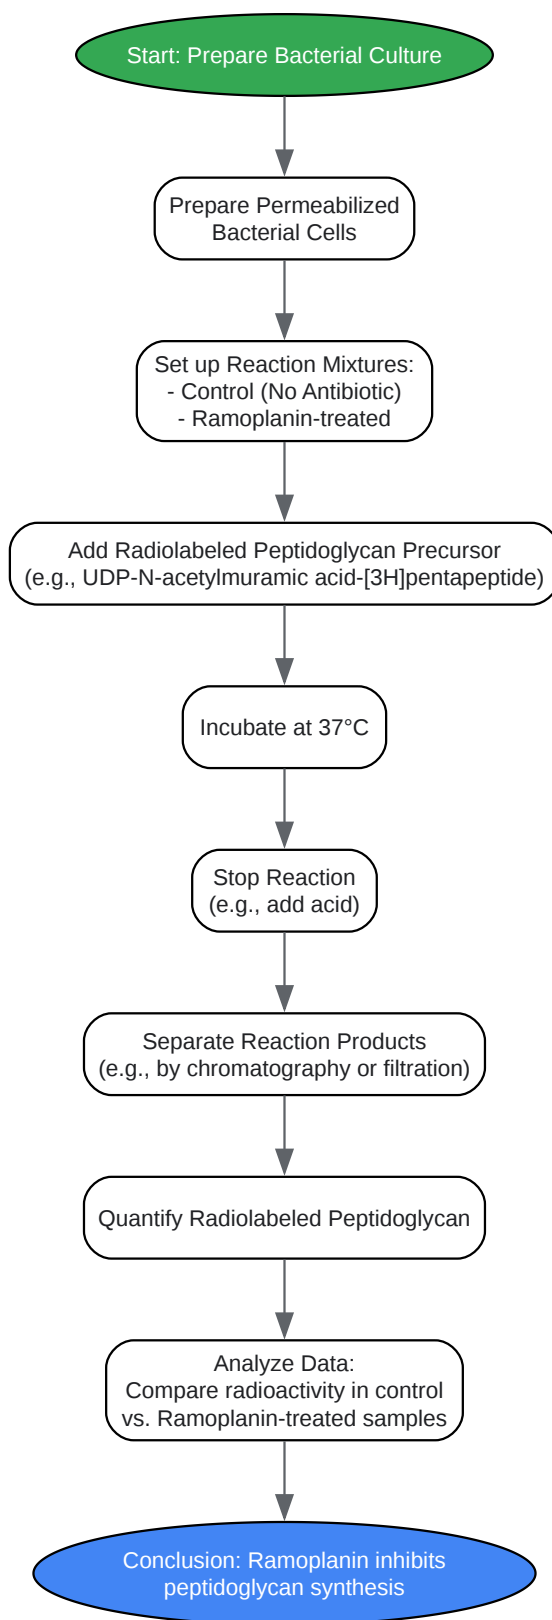 Start: Prepare Bacterial Culture
Prepare Permeabilized
Bacterial Cells
Set up Reaction Mixtures:
- Control (No Antibiotic)
- Ramoplanin-treated
Add Radiolabeled Peptidoglycan Precursor
(e.g., UDP-N-acetylmuramic acid-[3H]pentapeptide)
Incubate at 37°C
Stop Reaction
(e.g., add acid)
Separate Reaction Products
(e.g., by chromatography or filtration)
Quantify Radiolabeled Peptidoglycan
Analyze Data:
Compare radioactivity in control
vs. Ramoplanin-treated samples
Conclusion: Ramoplanin inhibits
peptidoglycan synthesis